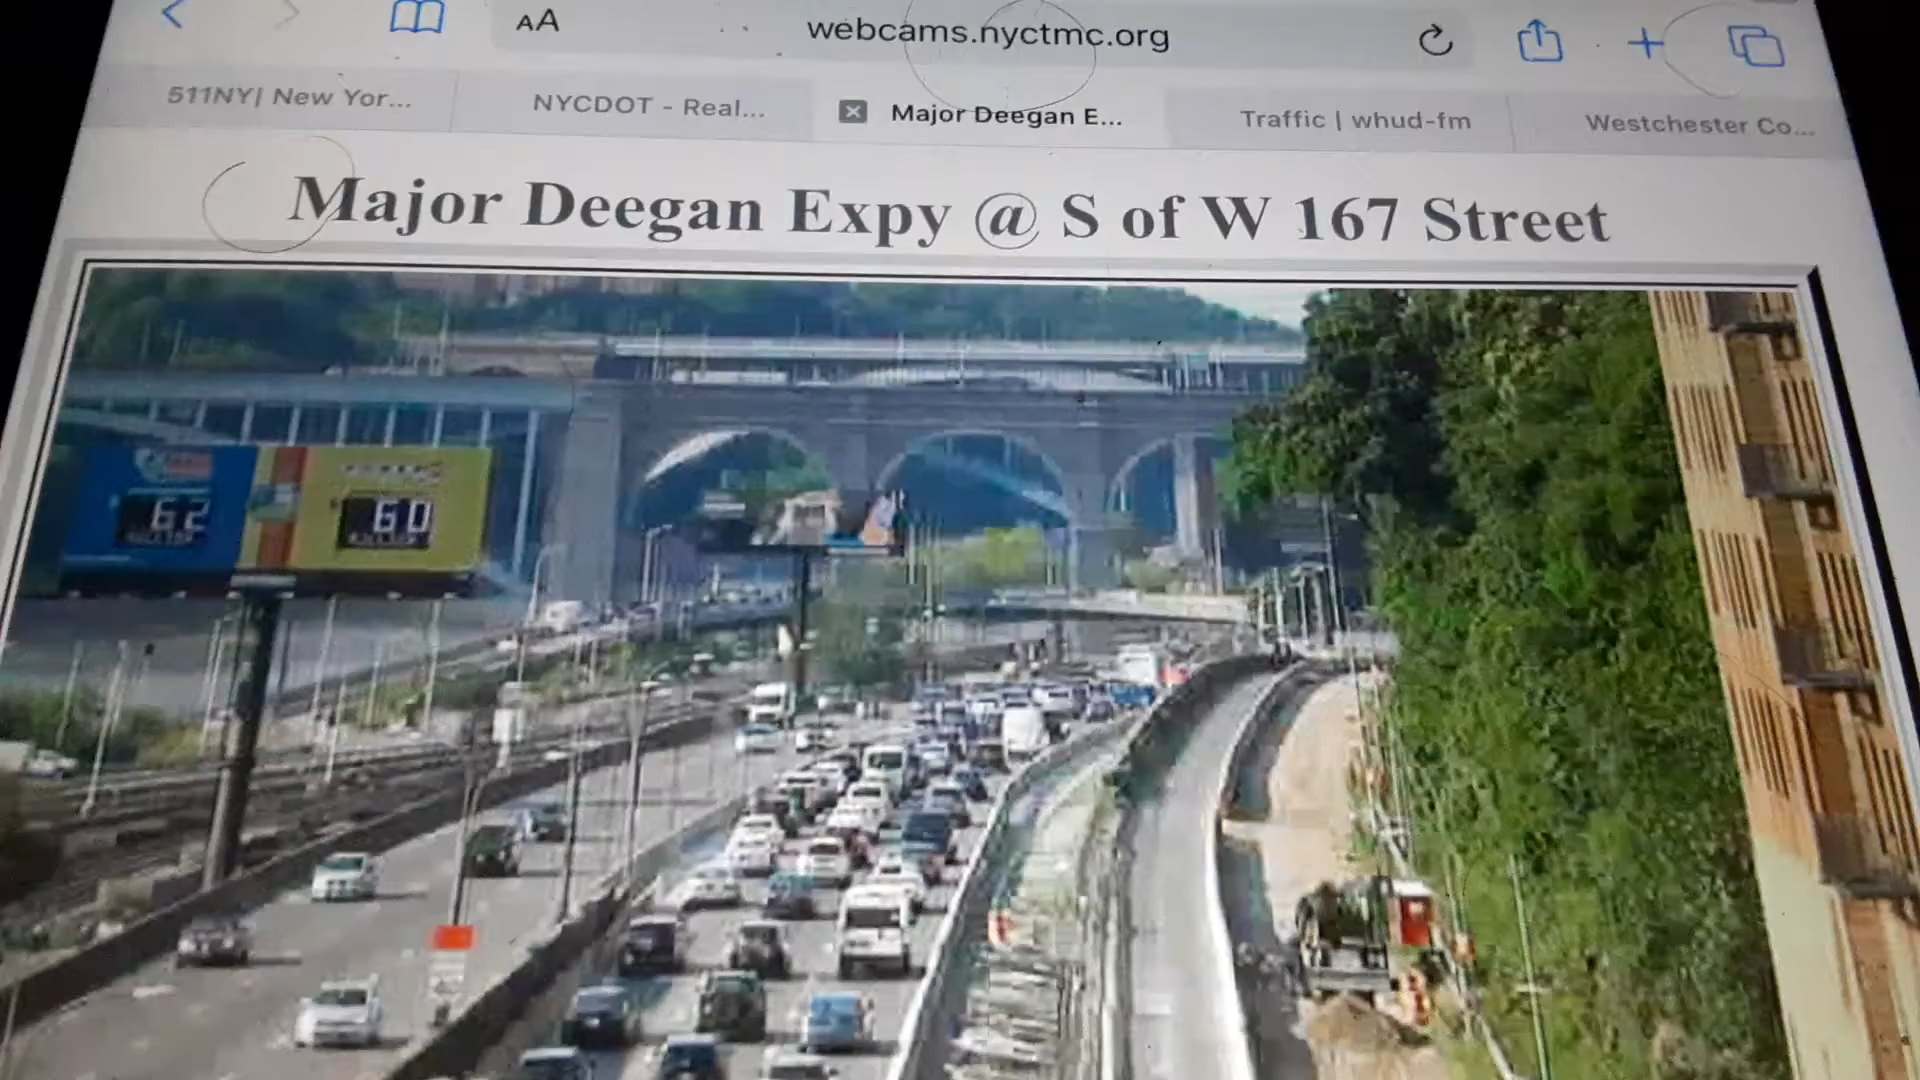 AA webcams.nyctmc.org
511NY| New Yor... NYCDOT - Real... Major Deegan E... Traffic | whud-fm Westchester Co...
Major Deegan Expy @ S of W 167 Street
62 60